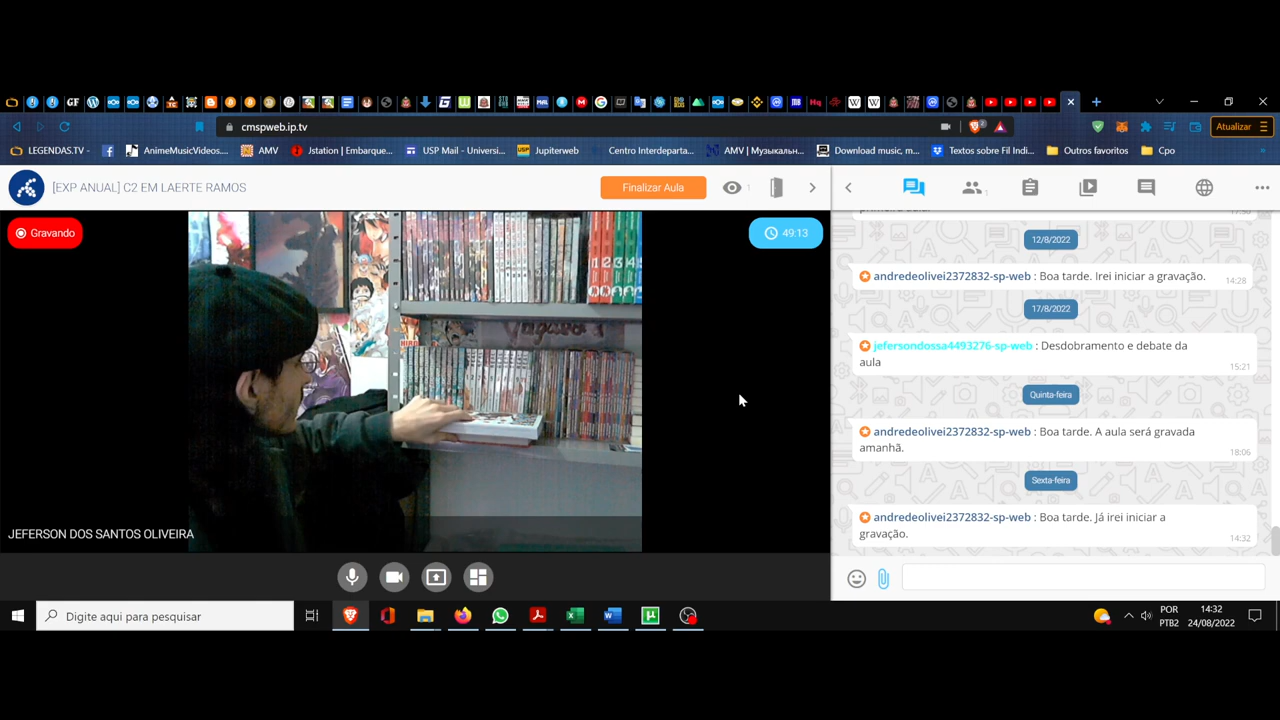 cmspweb.ip.tv
Atualizar
LEGENDAS.TV -
AnimeMusicVideos...
AMV
Jstation | Embarque...
USP Mail - Universi...
Jupiterweb
Centro Interdeparta...
AMV | Музыкальн...
Download music, m...
Textos sobre Fil Indi...
Outros favoritos
Cpo
[EXP ANUAL] C2 EM LAERTE RAMOS
Finalizar Aula
1
1
Gravando
49:13
12/8/2022
andredeolivei2372832-sp-web : Boa tarde. Irei iniciar a gravação.
14:28
17/8/2022
jefersondossa4493276-sp-web : Desdobramento e debate da
aula
15:21
Quinta-feira
andredeolivei2372832-sp-web : Boa tarde. A aula será gravada
amanhã.
18:06
Sexta-feira
andredeolivei2372832-sp-web : Boa tarde. Já irei iniciar a
gravação.
14:32
JEFERSON DOS SANTOS OLIVEIRA
Digite aqui para pesquisar
POR
PTB2
14:32
24/08/2022